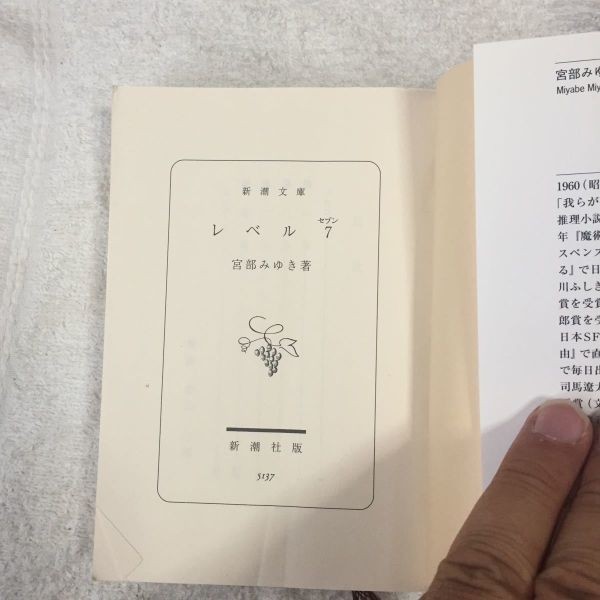 新潮文庫
セブン
レベル7
宮部みゆき著
新潮社版
5137
宮部みゆ
Miyabe Miy
1960(昭
「我らが
推理小説
年『魔術
スペンス
る』で日
川ふしぎ
賞を受賞
郎賞を受
日本SF
由』で直
で毎日出
司馬遼太
賞(文